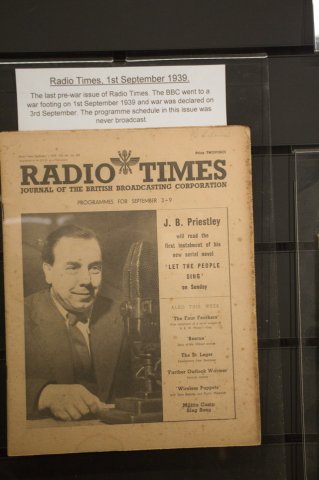 Radio Times, 1st September 1939.
The last pre-war issue of Radio Times. The BBC went to a
war footing on 1st September 1939 and war was declared on
3rd September. The programme schedule in this issue was
never broadcast.
RADIO TIMES
JOURNAL OF THE BRITISH BROADCASTING CORPORATION
PROGRAMMES FOR SEPTEMBER 3-9
J. B. Priestley
will read the
first instalment of his
new serial novel
'LET THE PEOPLE
SING'
on Sunday
ALSO THIS WEEK
'The Four Feathers'
'Rescue'
The St. Leger
'Further Outlook Warmer'
'Wireless Puppets'
Militia Camp
Sing Song